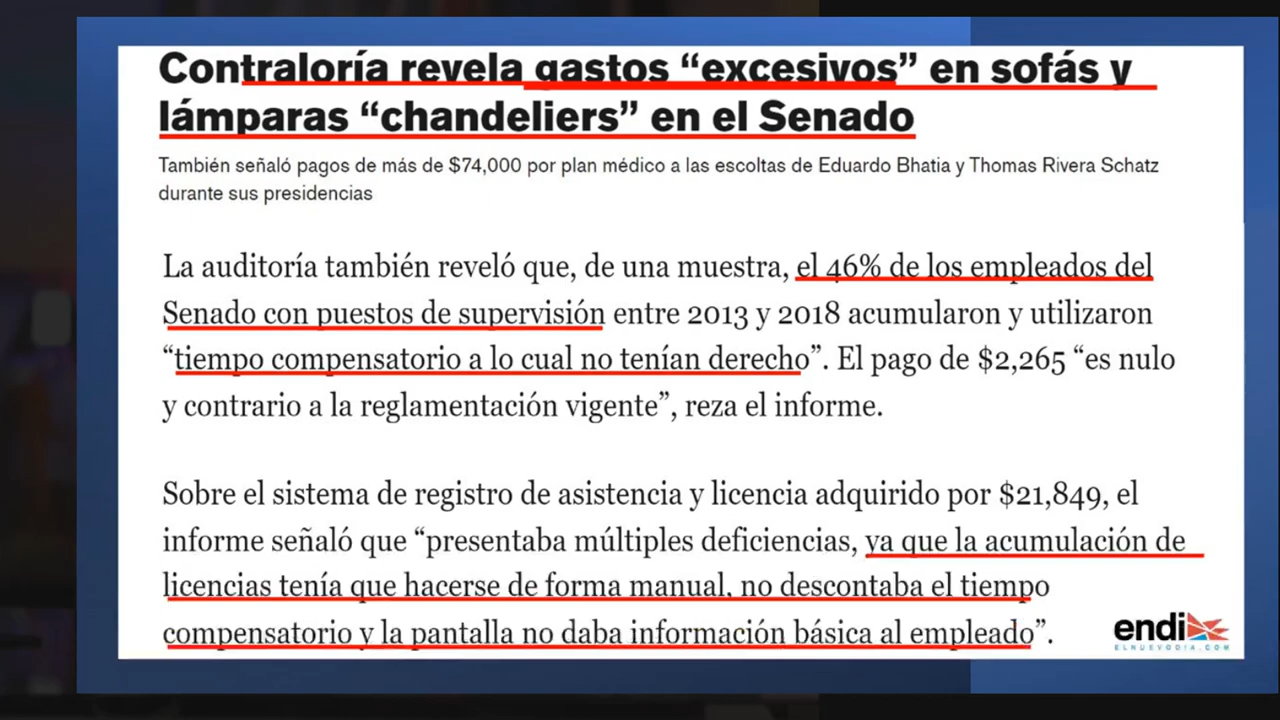 Contraloría revela gastos “excesivos” en sofás y
lámparas “chandeliers” en el Senado
También señaló pagos de más de $74,000 por plan médico a las escoltas de Eduardo Bhatia y Thomas Rivera Schatz
durante sus presidencias
La auditoría también reveló que, de una muestra, el 46% de los empleados del
Senado con puestos de supervisión entre 2013 y 2018 acumularon y utilizaron
“tiempo compensatorio a lo cual no tenían derecho”. El pago de $2,265 “es nulo
y contrario a la reglamentación vigente”, reza el informe.
Sobre el sistema de registro de asistencia y licencia adquirido por $21,849, el
informe señaló que “presentaba múltiples deficiencias, ya que la acumulación de
licencias tenía que hacerse de forma manual, no descontaba el tiempo
compensatorio y la pantalla no daba información básica al empleado”.
endi
ELNUEVODIA.COM